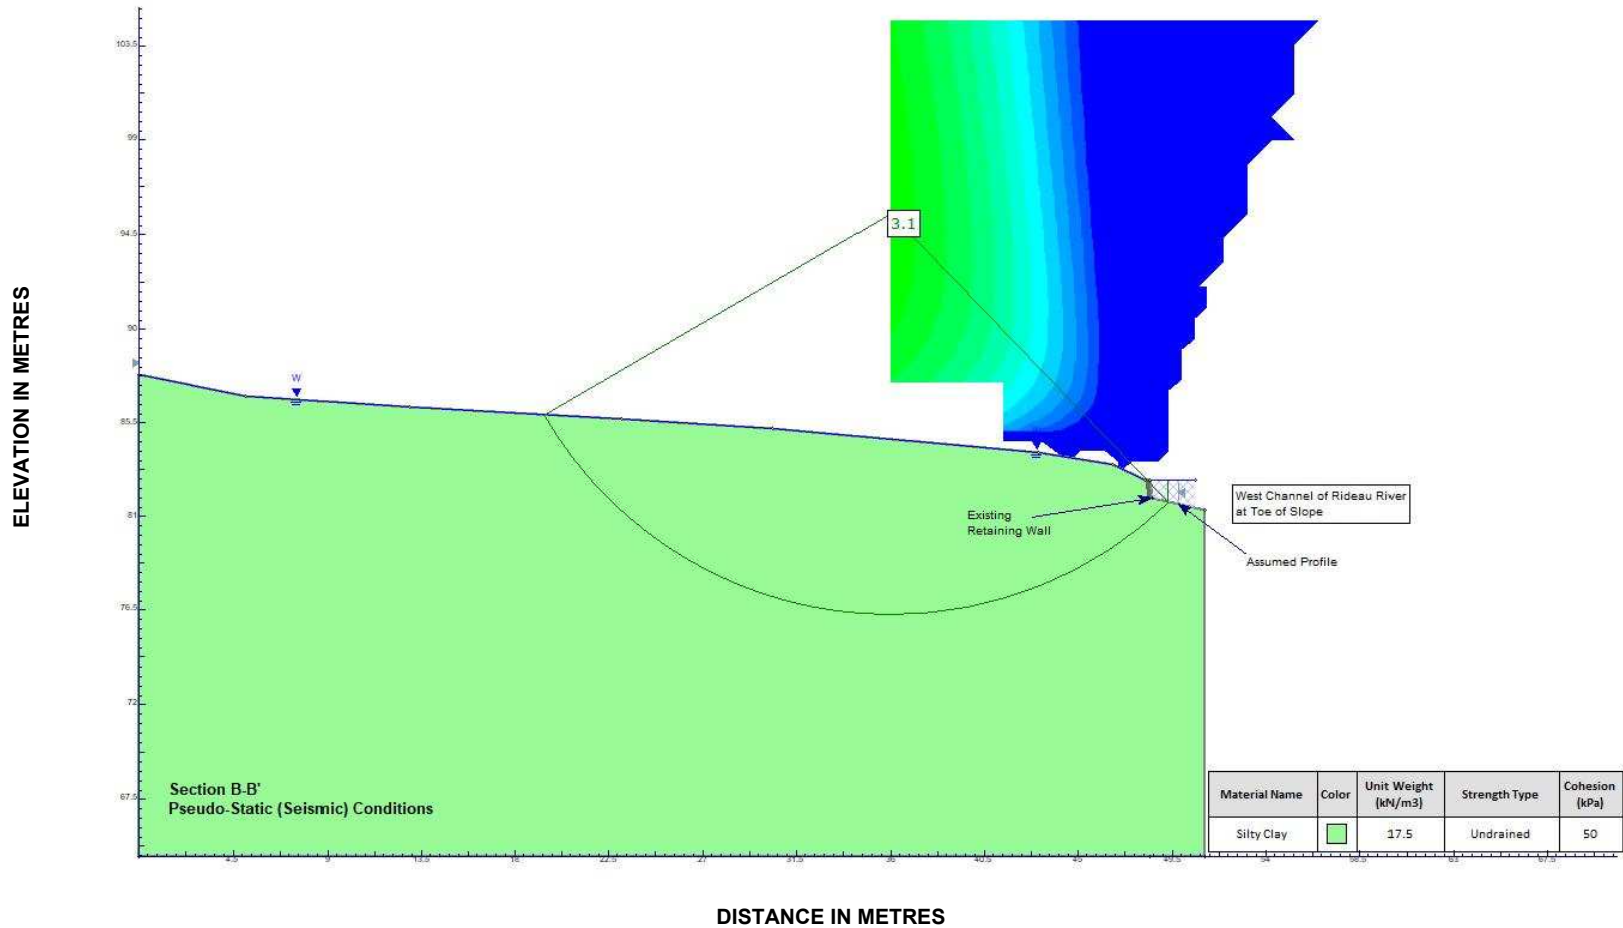 103.5
99
94.5
90
85.5
81
76.5
72
67.5
ELEVATION IN METRES
W
3.1
Existing
Retaining Wall
West Channel of Rideau River
at Toe of Slope
Assumed Profile
Section B-B'
Pseudo-Static (Seismic) Conditions
Material Name Color Unit Weight (kN/m3) Strength Type Cohesion (kPa)
Silty Clay 17.5 Undrained 50
4.5 9 13.5 18 22.5 27 31.5 36 40.5 45 49.5 63 67.5
DISTANCE IN METRES